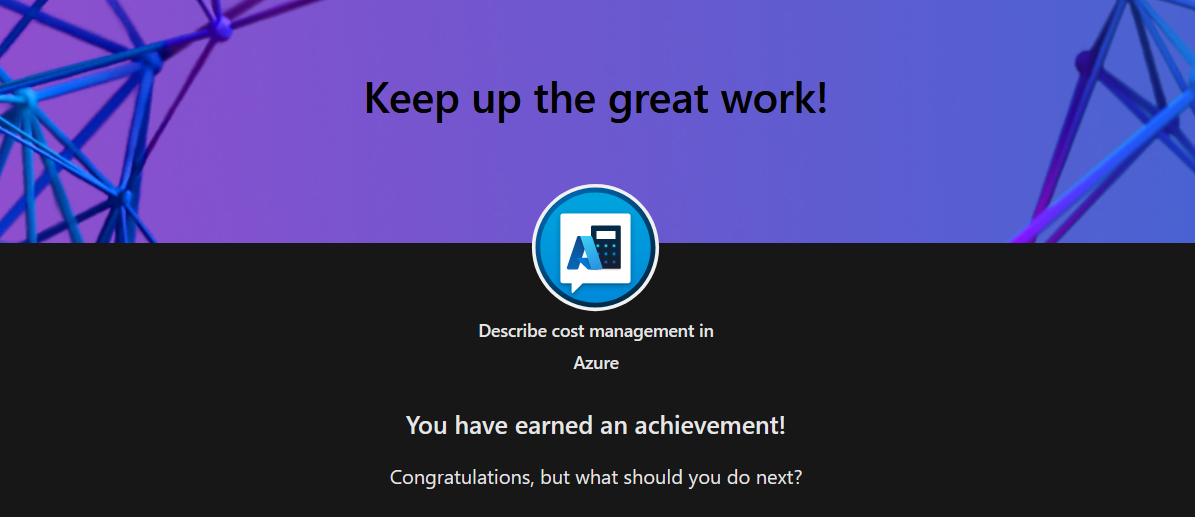 Keep up the great work!
Describe cost management in
Azure
You have earned an achievement!
Congratulations, but what should you do next?